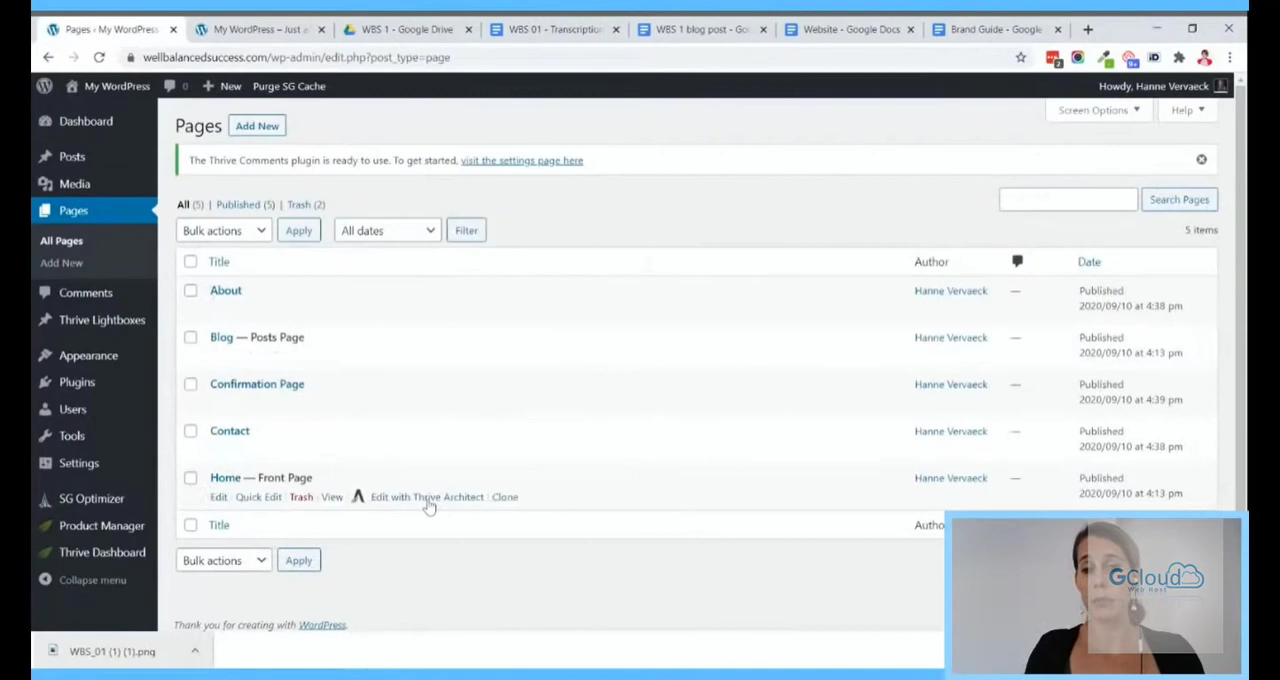 Pages ‹ My WordPress
My WordPress – Just a
WBS 1 - Google Drive
WBS 01 - Transcription
WBS 1 blog post - Go
Website - Google Docs
Brand Guide - Google
wellbalancedsuccess.com/wp-admin/edit.php?post_type=page
My WordPress
0
New
Purge SG Cache
Howdy, Hanne Vervaeck
Dashboard
Posts
Media
Pages
All Pages
Add New
Comments
Thrive Lightboxes
Appearance
Plugins
Users
Tools
Settings
SG Optimizer
Product Manager
Thrive Dashboard
Collapse menu
Screen Options
Help
Pages Add New
The Thrive Comments plugin is ready to use. To get started, visit the settings page here
All (5) | Published (5) | Trash (2)
Search Pages
Bulk actions Apply All dates Filter
5 items
Title Author Date
About Hanne Vervaeck — Published
2020/09/10 at 4:38 pm
Blog — Posts Page Hanne Vervaeck — Published
2020/09/10 at 4:13 pm
Confirmation Page Hanne Vervaeck — Published
2020/09/10 at 4:39 pm
Contact Hanne Vervaeck — Published
2020/09/10 at 4:38 pm
Home — Front Page Hanne Vervaeck — Published
Edit | Quick Edit | Trash | View | Edit with Thrive Architect | Clone
2020/09/10 at 4:13 pm
Title Autho
Bulk actions Apply
Thank you for creating with WordPress.
WBS_01 (1) (1).png
GCloud
Web Host